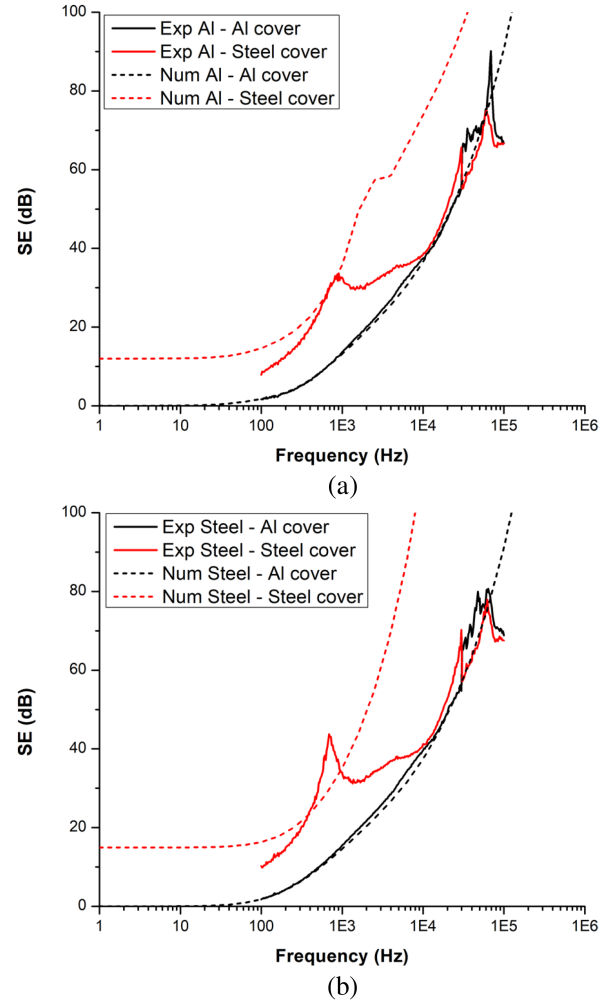 100
80
60
40
20
0
SE (dB)
Exp Al - Al cover
Exp Al - Steel cover
Num Al - Al cover
Num Al - Steel cover
1 10 100 1E3 1E4 1E5 1E6
Frequency (Hz)
(a)
100
80
60
40
20
0
SE (dB)
Exp Steel - Al cover
Exp Steel - Steel cover
Num Steel - Al cover
Num Steel - Steel cover
1 10 100 1E3 1E4 1E5 1E6
Frequency (Hz)
(b)